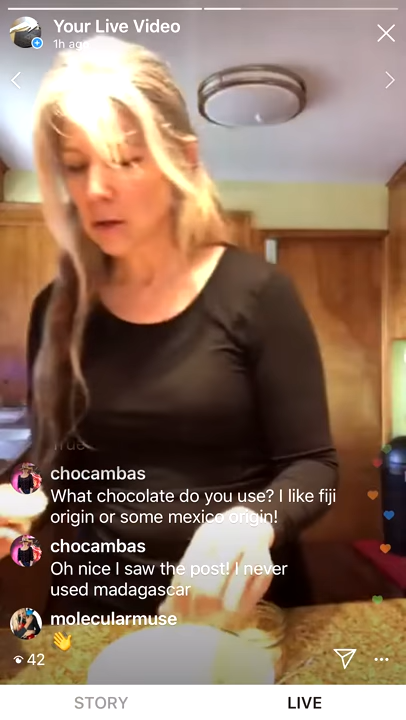 Your Live Video
1h ago
True
chocambas
What chocolate do you use? I like fiji
origin or some mexico origin!
chocambas
Oh nice I saw the post! I never
used madagascar
molecularmuse
👋
42
STORY
LIVE